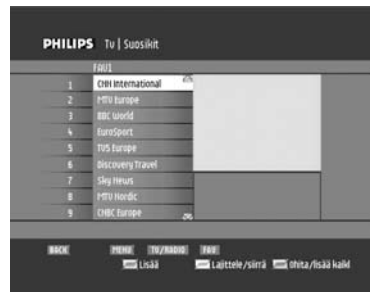 PHILIPS Tv | Suosikit
FAV1
1 CNN International
2 MTV Europe
3 BBC World
4 EuroSport
5 TV5 Europe
6 Discovery Travel
7 Sky News
8 MTV Nordic
9 CNBC Europe
BACK MENU TV/RADIO FAV
Lisää Lajittele/siirrä Ohita/lisää kaikki